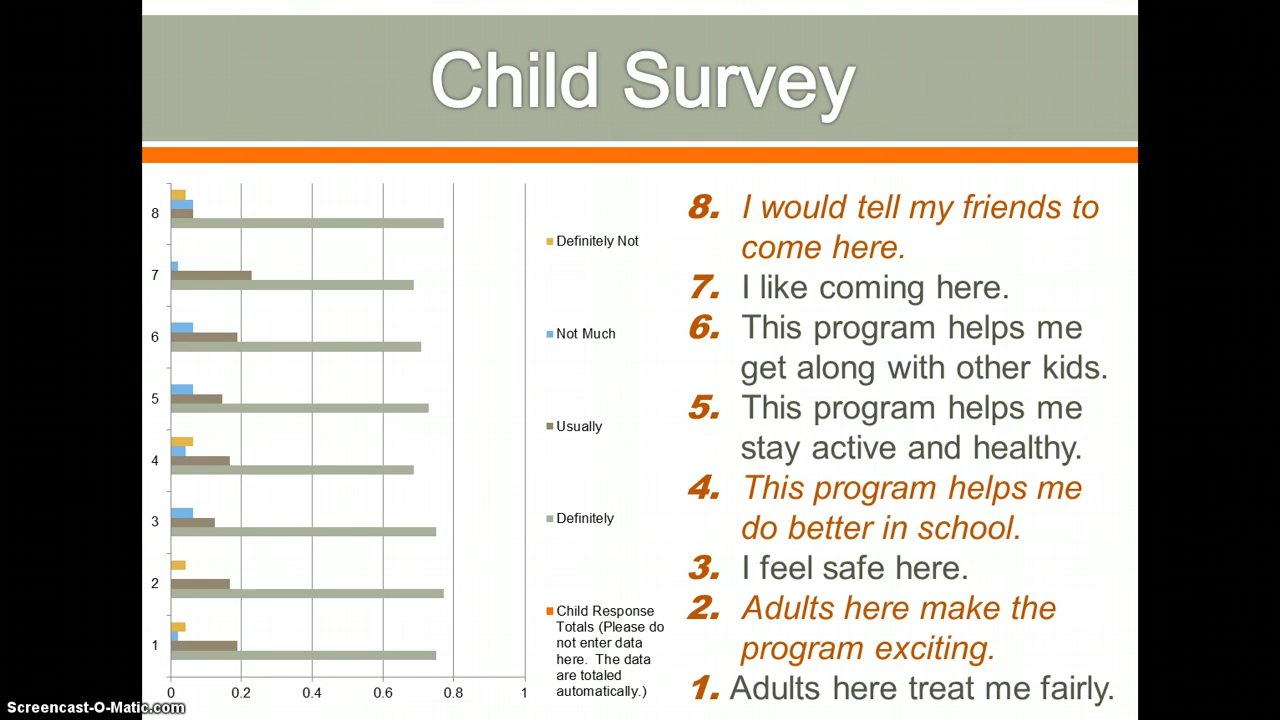 Child Survey
8
7
6
5
4
3
2
1
0 0.2 0.4 0.6 0.8 1
Definitely Not
Not Much
Usually
Definitely
Child Response
Totals (Please do
not enter data
here. The data
are totaled
automatically.)
8. I would tell my friends to
come here.
7. I like coming here.
6. This program helps me
get along with other kids.
5. This program helps me
stay active and healthy.
4. This program helps me
do better in school.
3. I feel safe here.
2. Adults here make the
program exciting.
1. Adults here treat me fairly.
Screencast-O-Matic.com